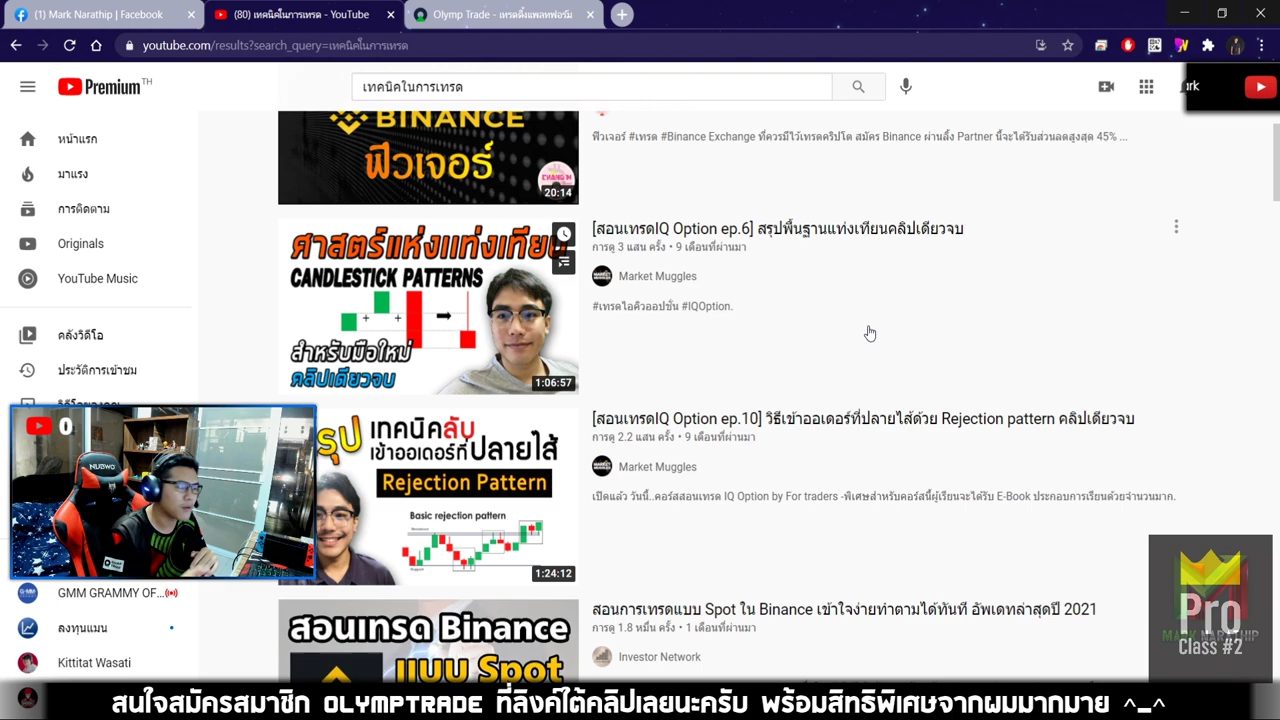 (1) Mark Narathip | Facebook
(80) เทคนิคในการเทรด - YouTube
Olymp Trade - เทรดดิ้งแพลทฟอร์ม
youtube.com/results?search_query=เทคนิคในการเทรด
Premium TH
เทคนิคในการเทรด
ark
หน้าแรก
มาแรง
การติดตาม
Originals
YouTube Music
คลังวิดีโอ
ประวัติการเข้าชม
BINANCE
ฟิวเจอร์
CHANG M
20:14
ฟิวเจอร์ #เทรด #Binance Exchange ที่ควรมีไว้เทรดคริปโต สมัคร Binance ผ่านลิ้ง Partner นี้จะได้รับส่วนลดสูงสุด 45% ...
ศาสตร์แห่งแท่งเทียน
CANDLESTICK PATTERNS
สำหรับมือใหม่
คลิปเดียวจบ
1:06:57
[สอนเทรดIQ Option ep.6] สรุปพื้นฐานแท่งเทียนคลิปเดียวจบ
การดู 3 แสน ครั้ง • 9 เดือนที่ผ่านมา
Market Muggles
#เทรดไอคิวออปชั่น #IQOption.
0
รุป เทคนิคลับ
เข้าออเดอร์ที่ปลายไส้
Rejection Pattern
Basic rejection pattern
1:24:12
[สอนเทรดIQ Option ep.10] วิธีเข้าออเดอร์ที่ปลายไส้ด้วย Rejection pattern คลิปเดียวจบ
การดู 2.2 แสน ครั้ง • 9 เดือนที่ผ่านมา
Market Muggles
เปิดแล้ว วันนี้..คอร์สสอนเทรด IQ Option by For traders -พิเศษสำหรับคอร์สนี้ผู้เรียนจะได้รับ E-Book ประกอบการเรียนด้วยจำนวนมาก.
NUBWO
GMM GRAMMY OF...
ลงทุนแมน
Kittitat Wasati
สอนเทรด Binance
แบบ Spot
สอนการเทรดแบบ Spot ใน Binance เข้าใจง่ายทำตามได้ทันที อัพเดทล่าสุดปี 2021
การดู 1.8 หมื่น ครั้ง • 1 เดือนที่ผ่านมา
Investor Network
Pro
MARK NARATHIP
Class #2
สนใจสมัครสมาชิก OLYMPTRADE ที่ลิงค์ใต้คลิปเลยนะครับ พร้อมสิทธิพิเศษจากผมมากมาย ^_^